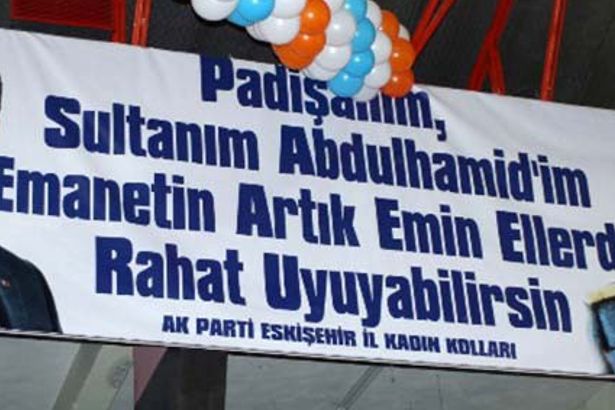 Padişahım,
Sultanım Abdulhamid'im
Emanetin Artık Emin Ellerd
Rahat Uyuyabilirsin
AK PARTİ ESKİŞEHİR İL KADIN KOLLARI